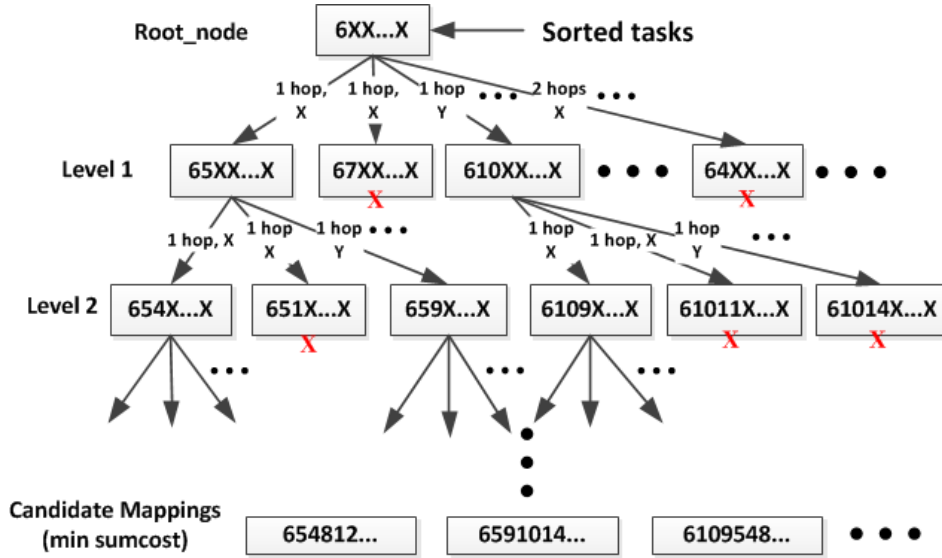 Root_node
6XX...X
Sorted tasks
1 hop,
X
1 hop,
X
1 hop
Y
2 hops
X
Level 1
65XX...X
67XX...X
610XX...X
64XX...X
X
X
1 hop, X
1 hop
X
1 hop
Y
1 hop
X
1 hop, X
1 hop
Y
Level 2
654X...X
651X...X
659X...X
6109X...X
61011X...X
61014X...X
X
X
X
Candidate Mappings
(min sumcost)
654812...
6591014...
6109548...